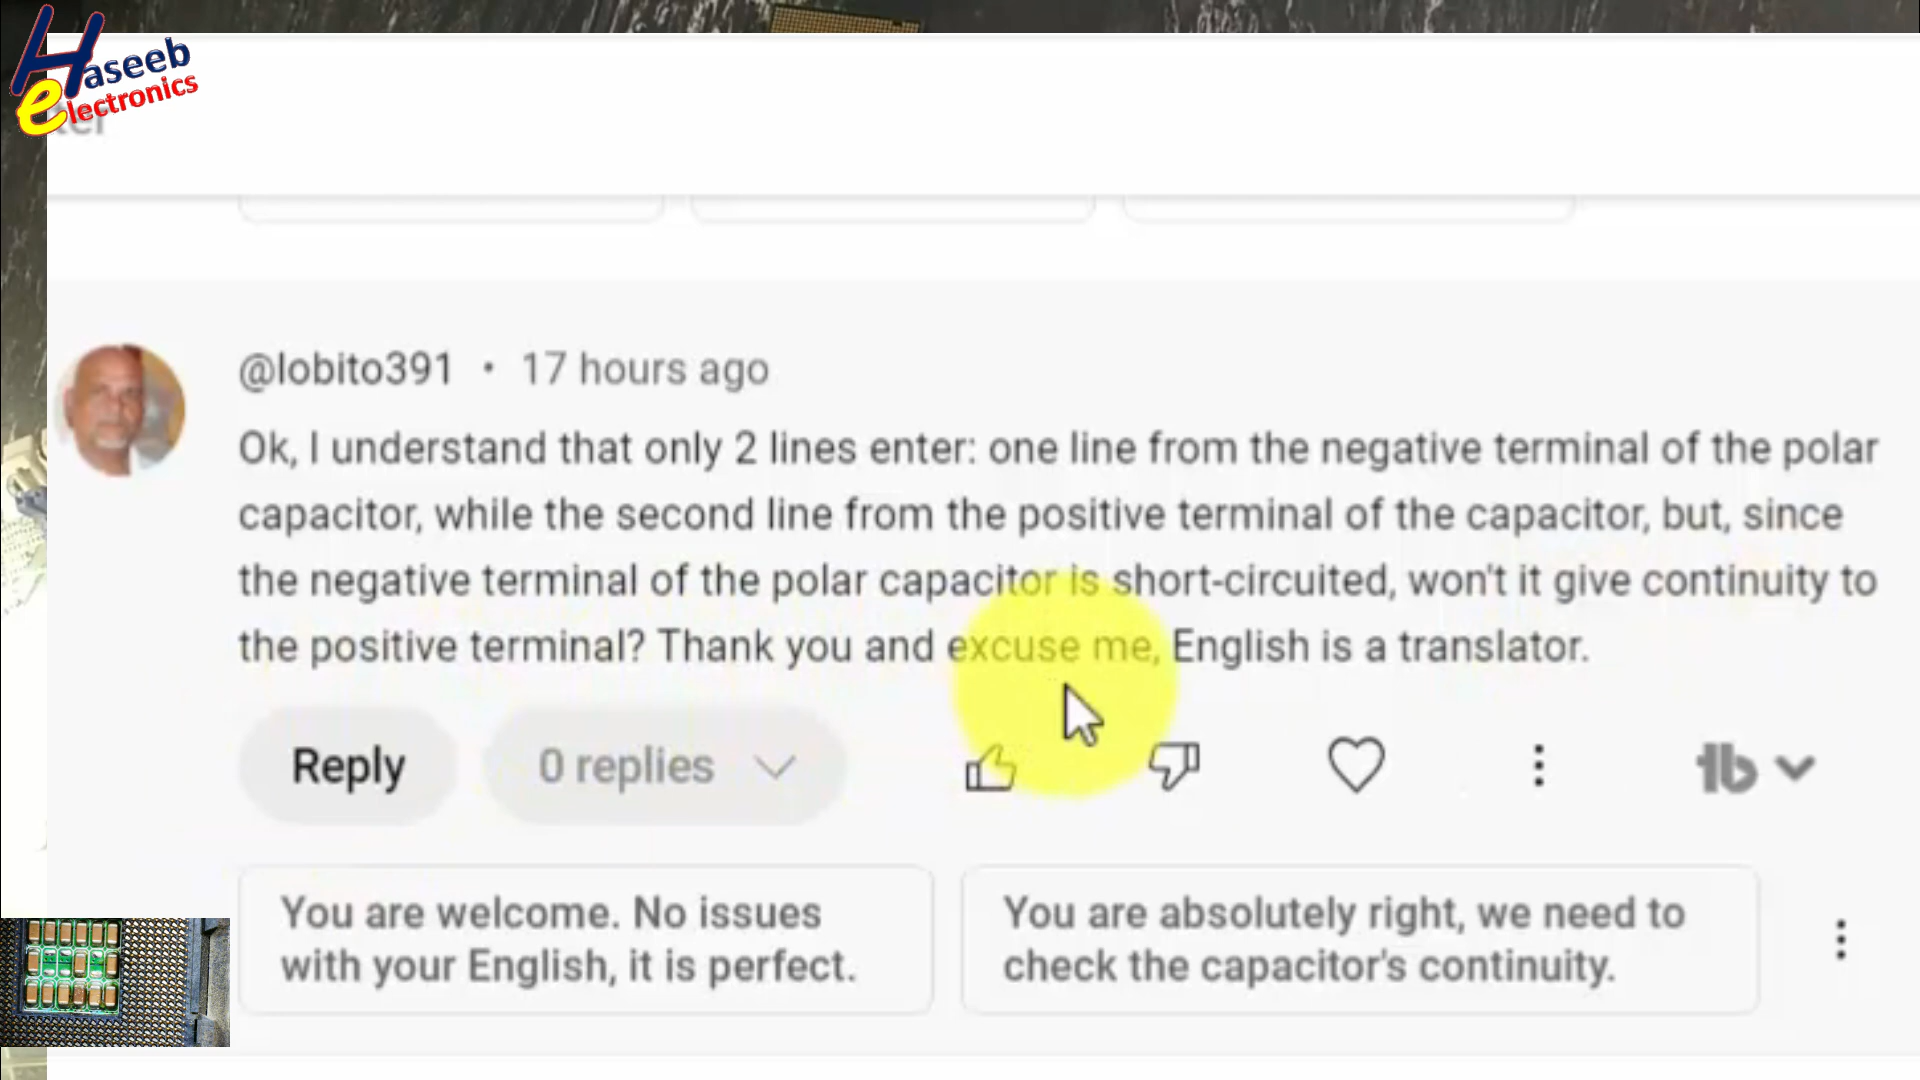 Haseeb
electronics
@lobito391 • 17 hours ago
Ok, I understand that only 2 lines enter: one line from the negative terminal of the polar
capacitor, while the second line from the positive terminal of the capacitor, but, since
the negative terminal of the polar capacitor is short-circuited, won't it give continuity to
the positive terminal? Thank you and excuse me, English is a translator.
Reply
0 replies
You are welcome. No issues
with your English, it is perfect.
You are absolutely right, we need to
check the capacitor's continuity.